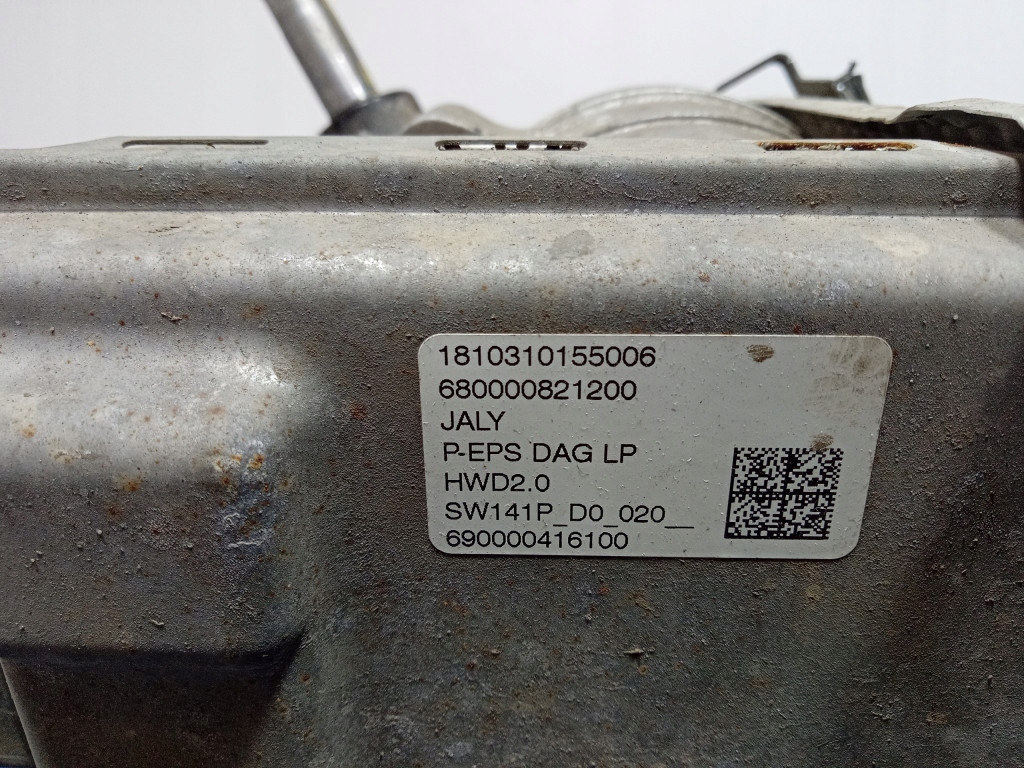 1810310155006
680000821200
JALY
P-EPS DAG LP
HWD2.0
SW141P_D0_020__
690000416100